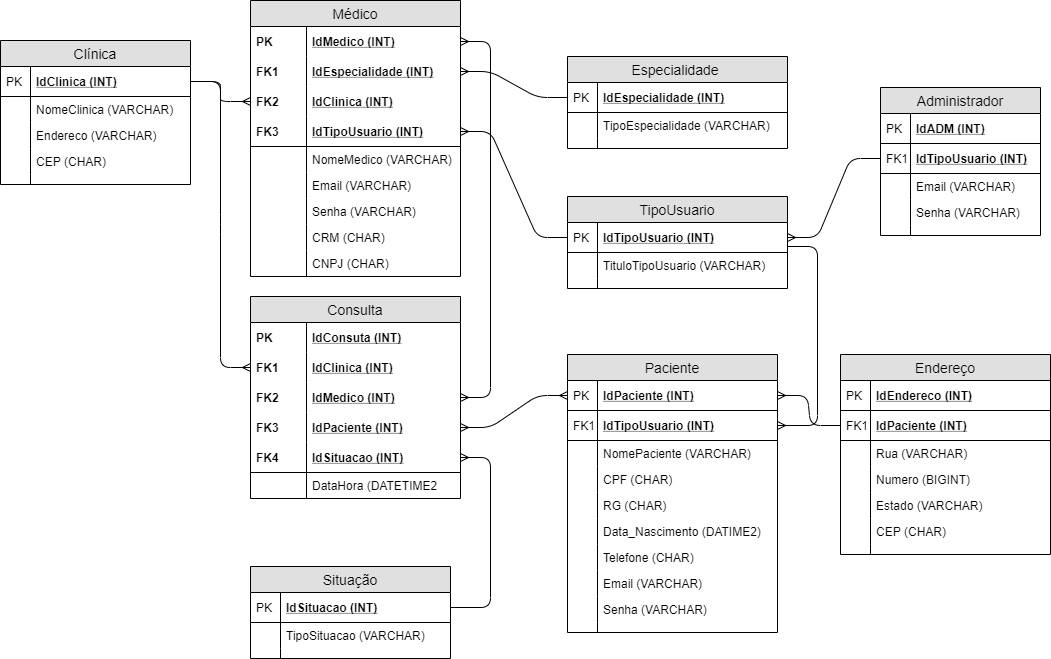 Clínica
PK IdClinica (INT)
NomeClinica (VARCHAR)
Endereco (VARCHAR)
CEP (CHAR)
Médico
PK IdMedico (INT)
FK1 IdEspecialidade (INT)
FK2 IdClinica (INT)
FK3 IdTipoUsuario (INT)
NomeMedico (VARCHAR)
Email (VARCHAR)
Senha (VARCHAR)
CRM (CHAR)
CNPJ (CHAR)
Especialidade
PK IdEspecialidade (INT)
TipoEspecialidade (VARCHAR)
Administrador
PK IdADM (INT)
FK1 IdTipoUsuario (INT)
Email (VARCHAR)
Senha (VARCHAR)
TipoUsuario
PK IdTipoUsuario (INT)
TituloTipoUsuario (VARCHAR)
Consulta
PK IdConsuta (INT)
FK1 IdClinica (INT)
FK2 IdMedico (INT)
FK3 IdPaciente (INT)
FK4 IdSituacao (INT)
DataHora (DATETIME2
Paciente
PK IdPaciente (INT)
FK1 IdTipoUsuario (INT)
NomePaciente (VARCHAR)
CPF (CHAR)
RG (CHAR)
Data_Nascimento (DATIME2)
Telefone (CHAR)
Email (VARCHAR)
Senha (VARCHAR)
Endereço
PK IdEndereco (INT)
FK1 IdPaciente (INT)
Rua (VARCHAR)
Numero (BIGINT)
Estado (VARCHAR)
CEP (CHAR)
Situação
PK IdSituacao (INT)
TipoSituacao (VARCHAR)